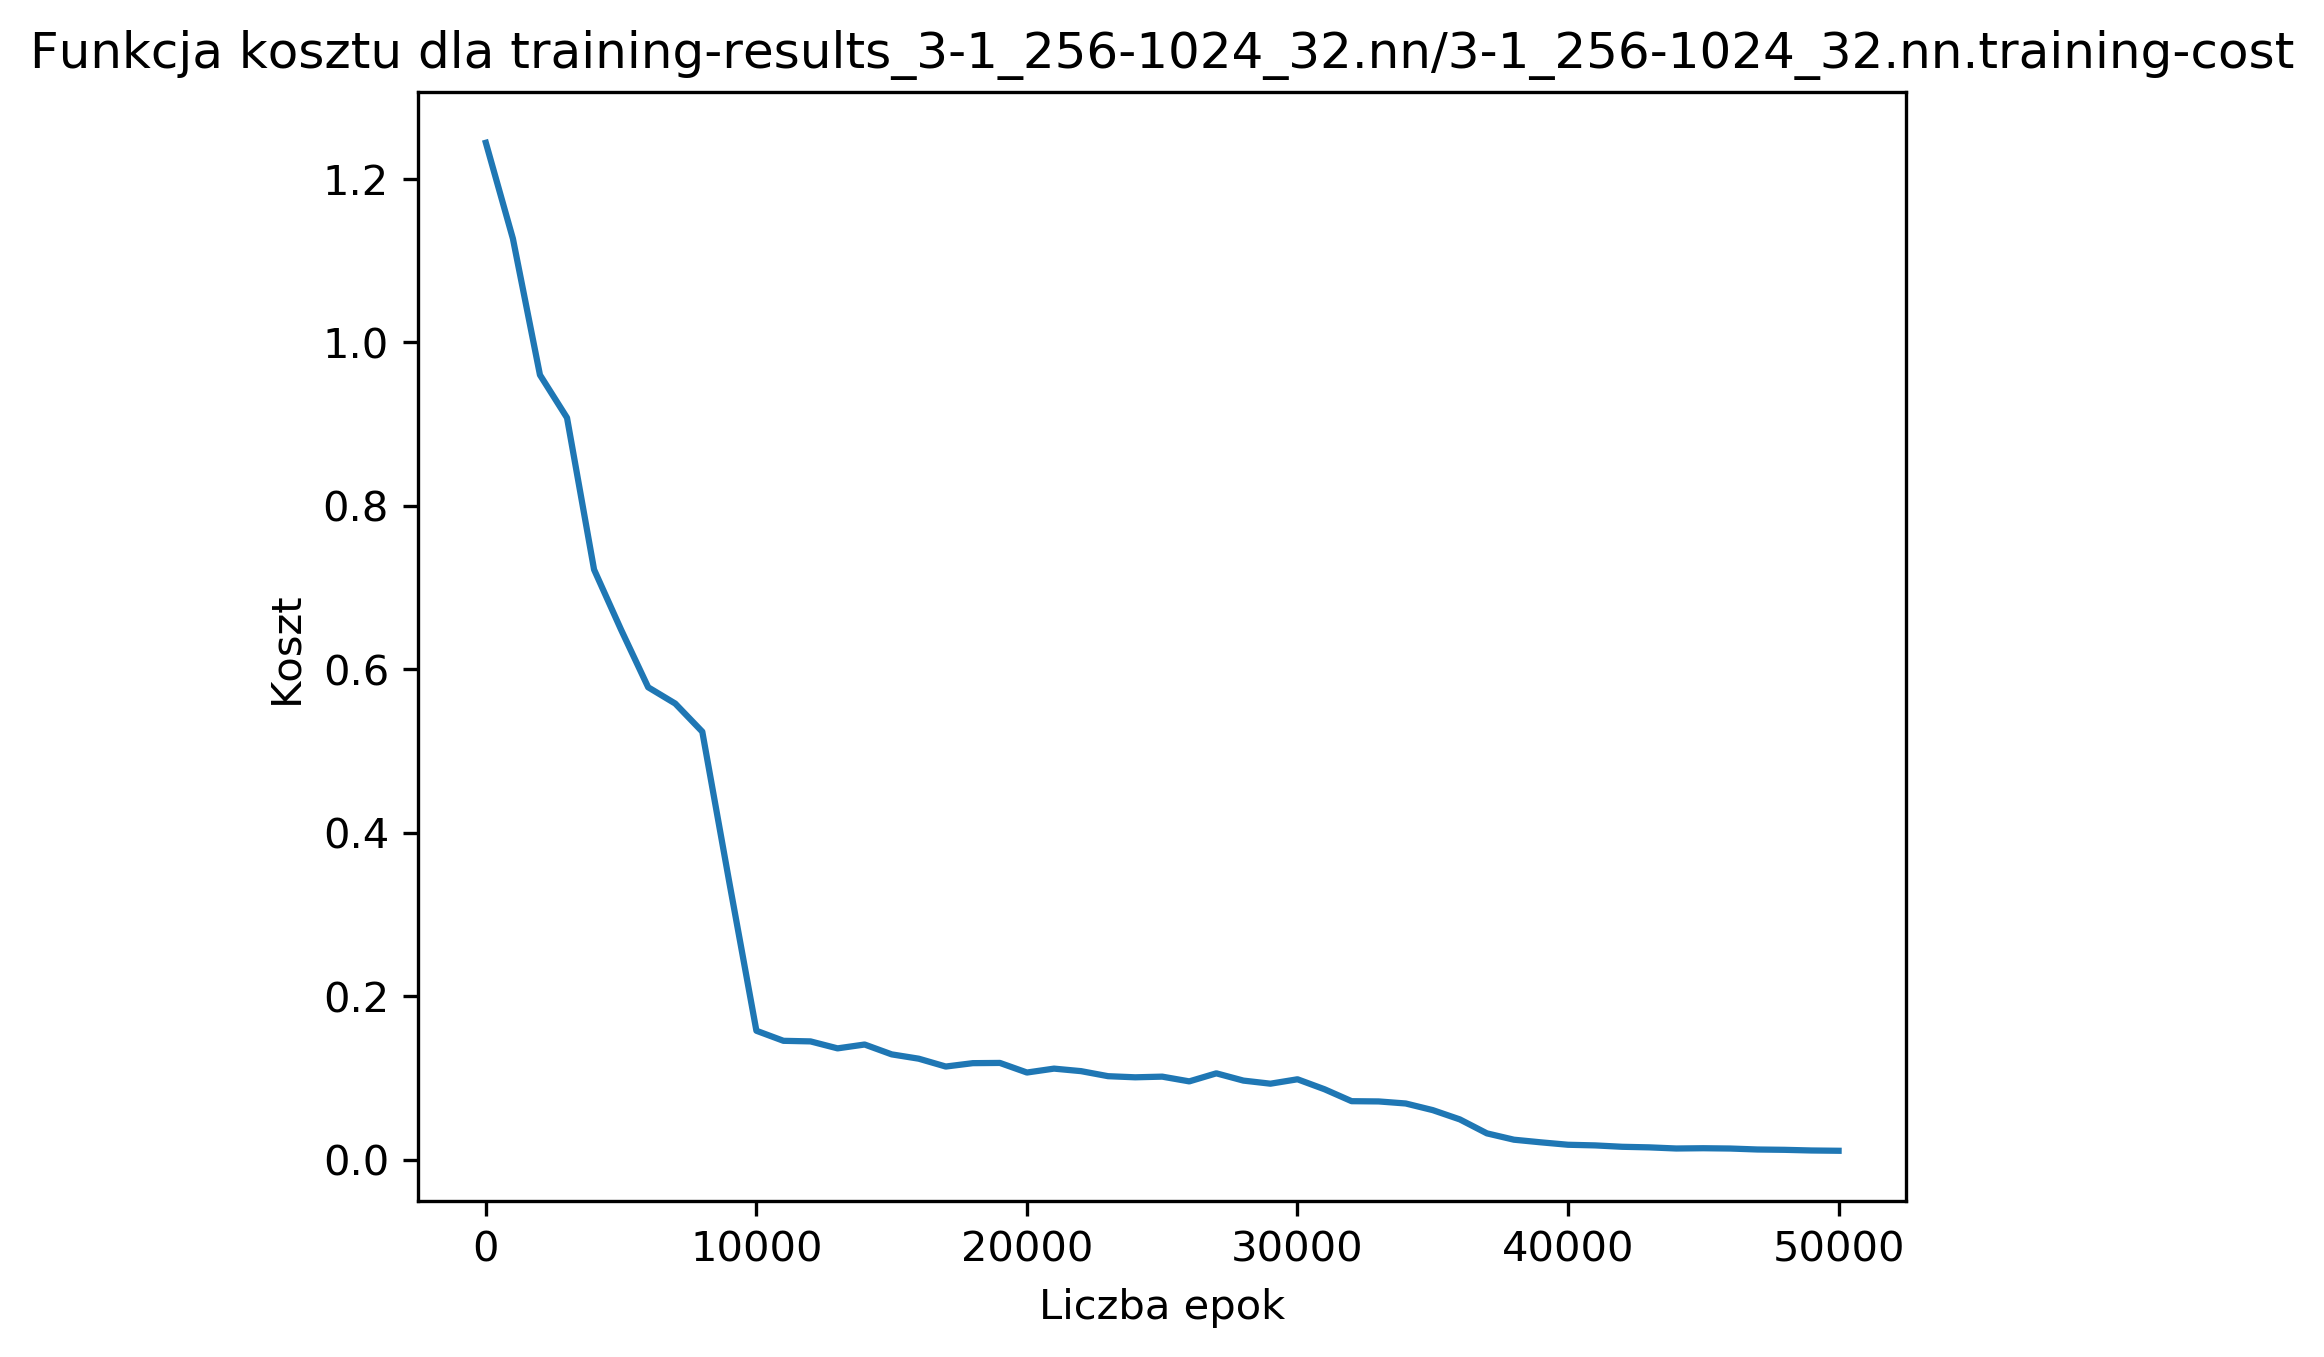 Funkcja kosztu dla training-results_3-1_256-1024_32.nn/3-1_256-1024_32.nn.training-cost
1.2
1.0
0.8
0.6
0.4
0.2
0.0
Koszt
0 10000 20000 30000 40000 50000
Liczba epok